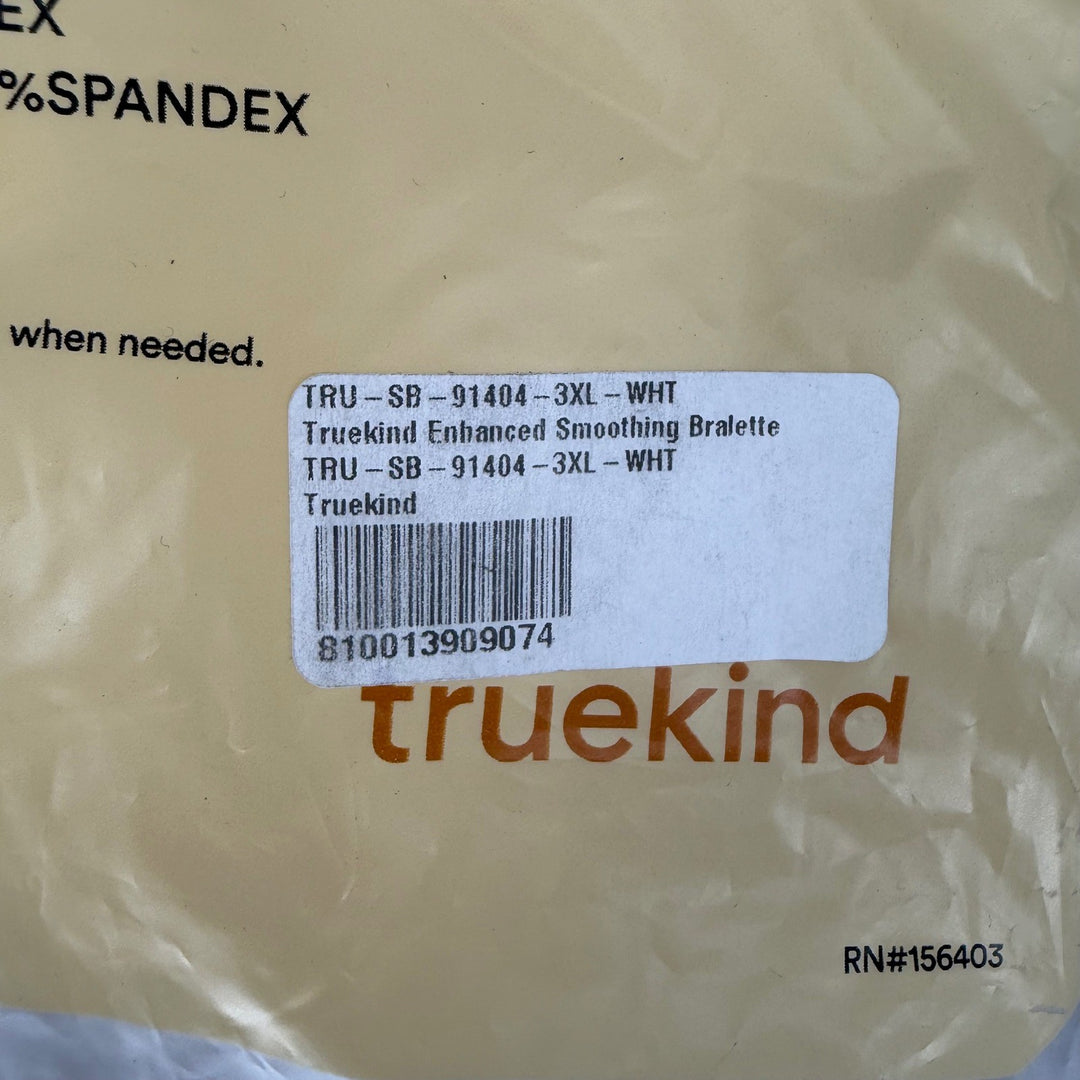 EX
%SPANDEX
when needed.
TRU-SB-91404-3XL-WHT
Truekind Enhanced Smoothing Bralette
TRU-SB-91404-3XL-WHT
Truekind
810013909074
truekind
RN#156403